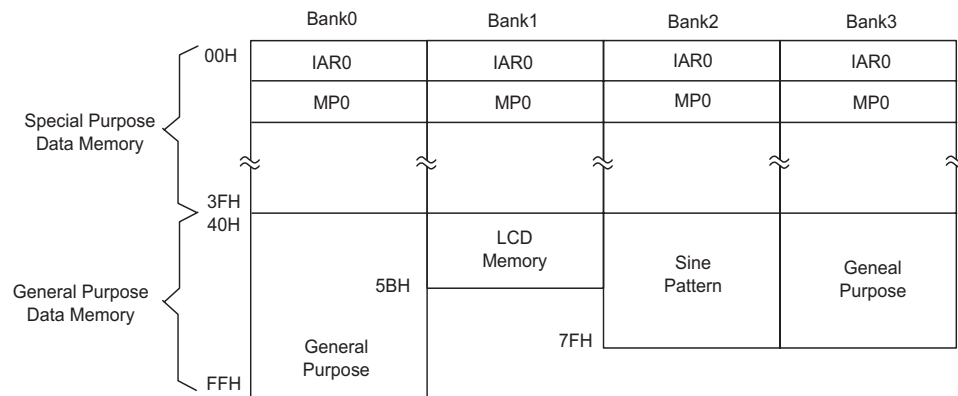 Bank0 Bank1 Bank2 Bank3
00H IAR0 IAR0 IAR0 IAR0
MP0 MP0 MP0 MP0
Special Purpose
Data Memory
3FH
40H
LCD
Memory
Sine
Pattern
Geneal
Purpose
5BH
General Purpose
Data Memory
7FH
General
Purpose
FFH